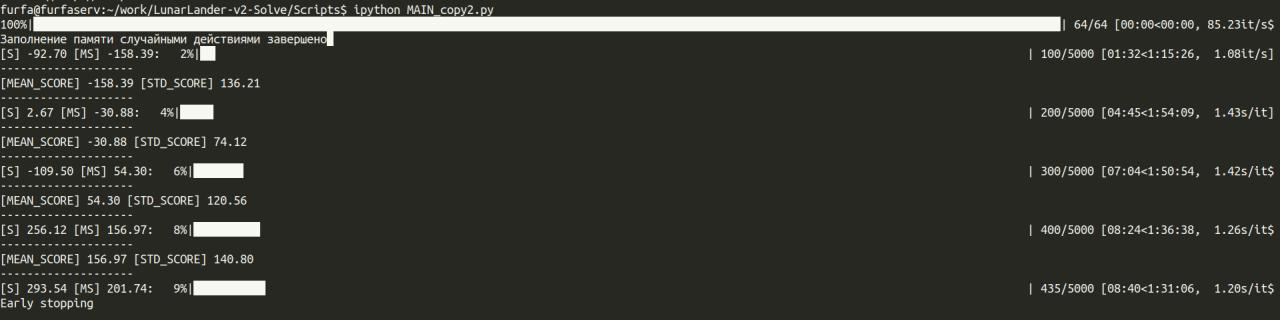 furfa@furfaserv:~/work/LunarLander-v2-Solve/Scripts$ ipython MAIN_copy2.py
100%| | 64/64 [00:00<00:00, 85.23it/s$
Заполнение памяти случайными действиями завершено
[S] -92.70 [MS] -158.39:   2%| | 100/5000 [01:32<1:15:26,  1.08it/s]
--------------------
[MEAN_SCORE] -158.39 [STD_SCORE] 136.21
--------------------
[S] 2.67 [MS] -30.88:   4%| | 200/5000 [04:45<1:54:09,  1.43s/it]
--------------------
[MEAN_SCORE] -30.88 [STD_SCORE] 74.12
--------------------
[S] -109.50 [MS] 54.30:   6%| | 300/5000 [07:04<1:50:54,  1.42s/it$
--------------------
[MEAN_SCORE] 54.30 [STD_SCORE] 120.56
--------------------
[S] 256.12 [MS] 156.97:   8%| | 400/5000 [08:24<1:36:38,  1.26s/it$
--------------------
[MEAN_SCORE] 156.97 [STD_SCORE] 140.80
--------------------
[S] 293.54 [MS] 201.74:   9%| | 435/5000 [08:40<1:31:06,  1.20s/it$
Early stopping